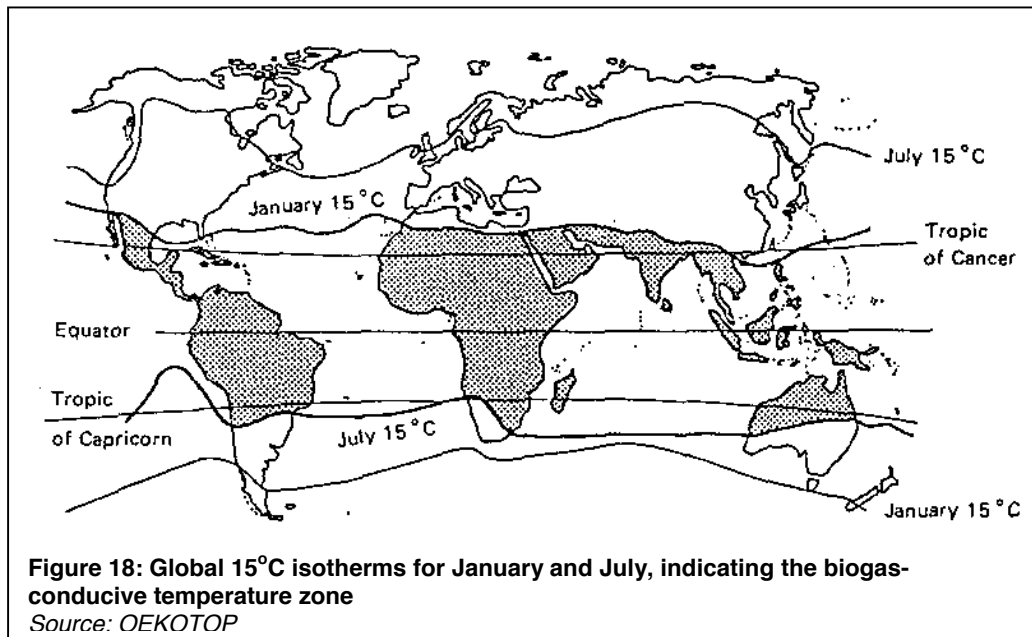 July 15°C
January 15°C
Tropic
of Cancer
Equator
Tropic
of Capricorn
July 15°C
January 15°C
Figure 18: Global 15°C isotherms for January and July, indicating the biogas-
conducive temperature zone
Source: OEKOTOP